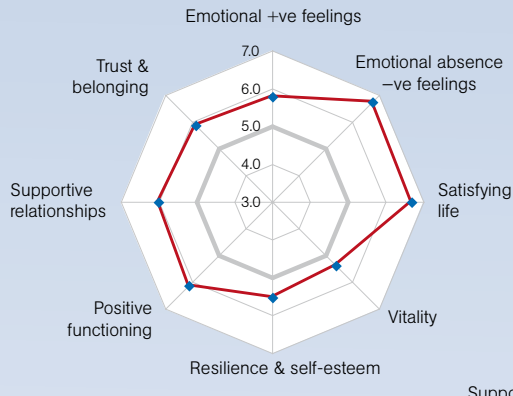 Emotional +ve feelings
7.0
Emotional absence
–ve feelings
Trust &
belonging
6.0
5.0
4.0
Supportive
relationships
3.0
Satisfying
life
Positive
functioning
Vitality
Resilience & self-esteem